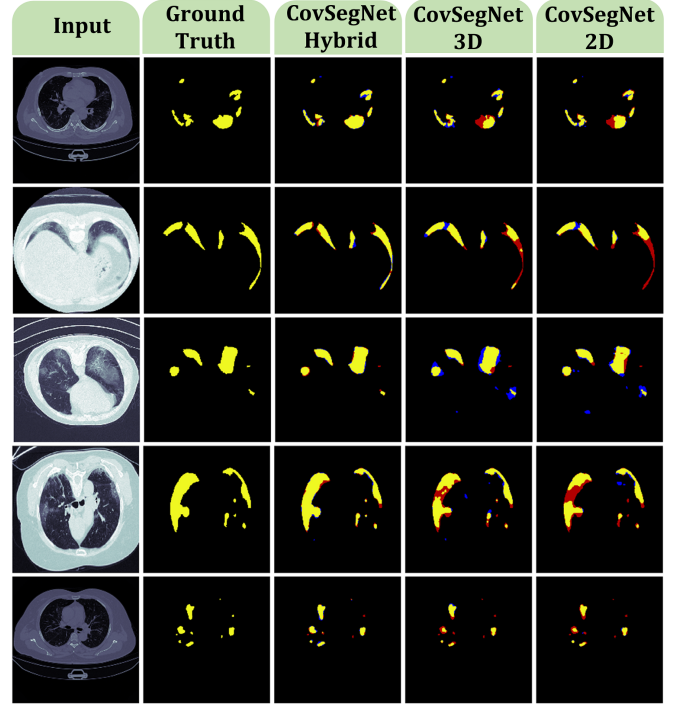 Input
Ground
Truth
CovSegNet
Hybrid
CovSegNet
3D
CovSegNet
2D